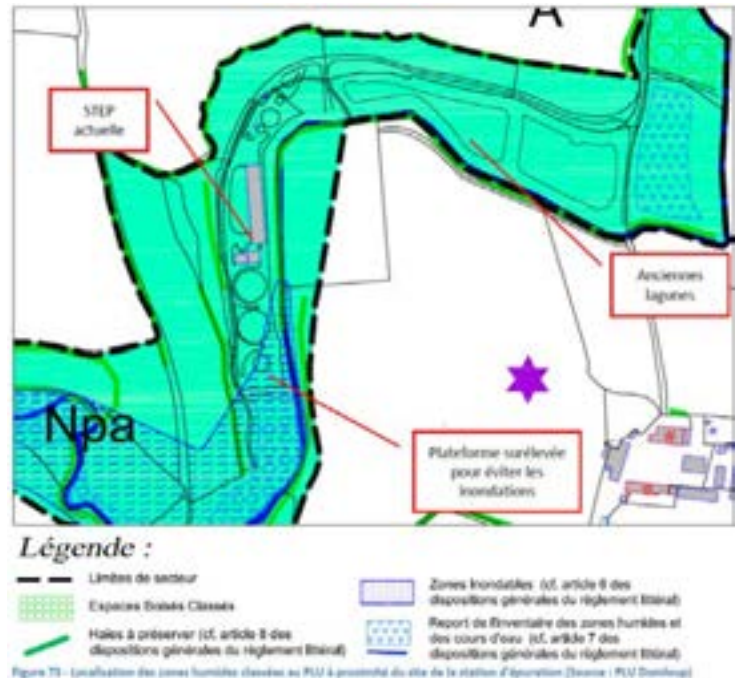 A
STEP
actuelle
Anciennes
lagunes
Npa
Plateforme surélevée
pour éviter les
inondations
Légende :
Limites de secteur
Espaces Boisés Classés
Haies à préserver (cf. article 8 des
dispositions générales du règlement littéral)
Zones Inondables (cf. article 6 des
dispositions générales du règlement littéral)
Report de l'inventaire des zones humides et
des cours d'eau (cf. article 7 des
dispositions générales du règlement littéral)
Figure 73 - Localisation des zones humides classées au PLU à proximité du site de la station d'épuration (Source : PLU Domloup)